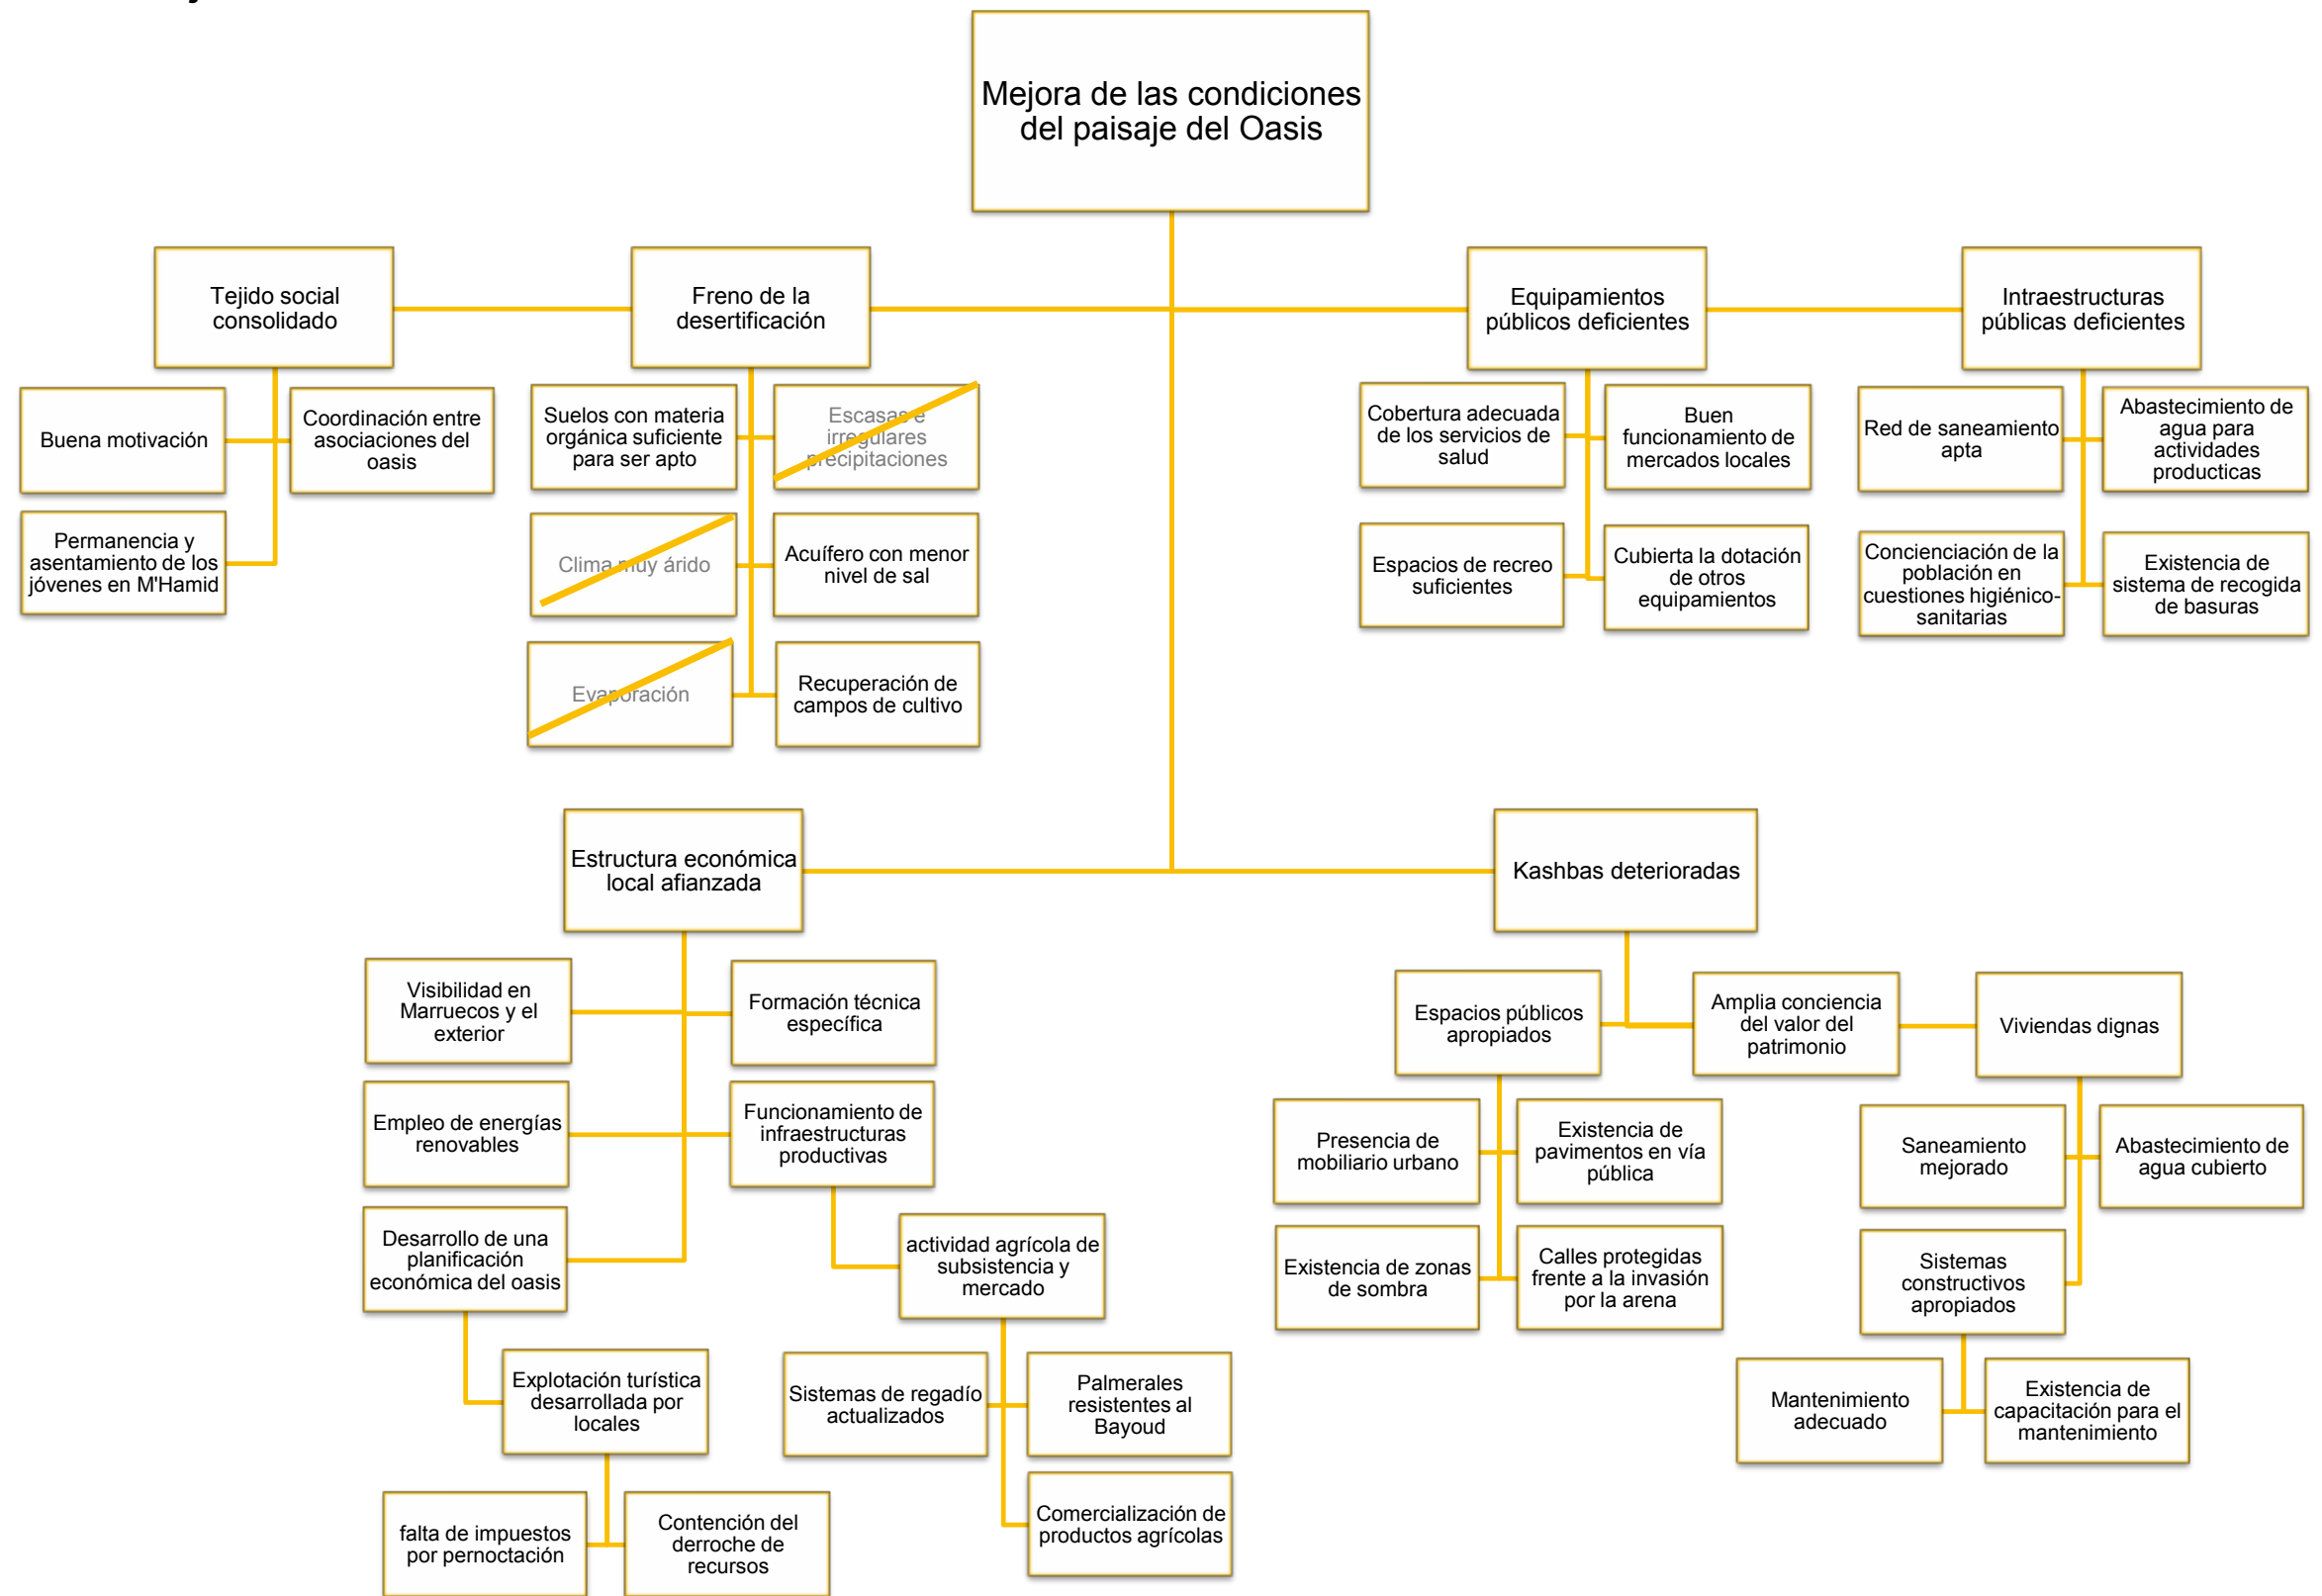 Mejora de las condiciones
del paisaje del Oasis
Tejido social
consolidado
Freno de la
desertificación
Equipamientos
públicos deficientes
Intraestructuras
públicas deficientes
Buena motivación
Coordinación entre
asociaciones del
oasis
Permanencia y
asentamiento de los
jóvenes en M'Hamid
Suelos con materia
orgánica suficiente
para ser apto
Escasas e
irregulares
precipitaciones
Clima muy árido
Acuífero con menor
nivel de sal
Evaporación
Recuperación de
campos de cultivo
Cobertura adecuada
de los servicios de
salud
Buen
funcionamiento de
mercados locales
Espacios de recreo
suficientes
Cubierta la dotación
de otros
equipamientos
Red de saneamiento
apta
Abastecimiento de
agua para
actividades
producticas
Concienciación de la
población en
cuestiones higiénico-
sanitarias
Existencia de
sistema de recogida
de basuras
Estructura económica
local afianzada
Kashbas deterioradas
Visibilidad en
Marruecos y el
exterior
Formación técnica
específica
Empleo de energías
renovables
Funcionamiento de
infraestructuras
productivas
Desarrollo de una
planificación
económica del oasis
actividad agrícola de
subsistencia y
mercado
Explotación turística
desarrollada por
locales
Sistemas de regadío
actualizados
Palmerales
resistentes al
Bayoud
falta de impuestos
por pernoctación
Contención del
derroche de
recursos
Comercialización de
productos agrícolas
Espacios públicos
apropiados
Amplia conciencia
del valor del
patrimonio
Viviendas dignas
Presencia de
mobiliario urbano
Existencia de
pavimentos en vía
pública
Existencia de zonas
de sombra
Calles protegidas
frente a la invasión
por la arena
Saneamiento
mejorado
Abastecimiento de
agua cubierto
Sistemas
constructivos
apropiados
Mantenimiento
adecuado
Existencia de
capacitación para el
mantenimiento